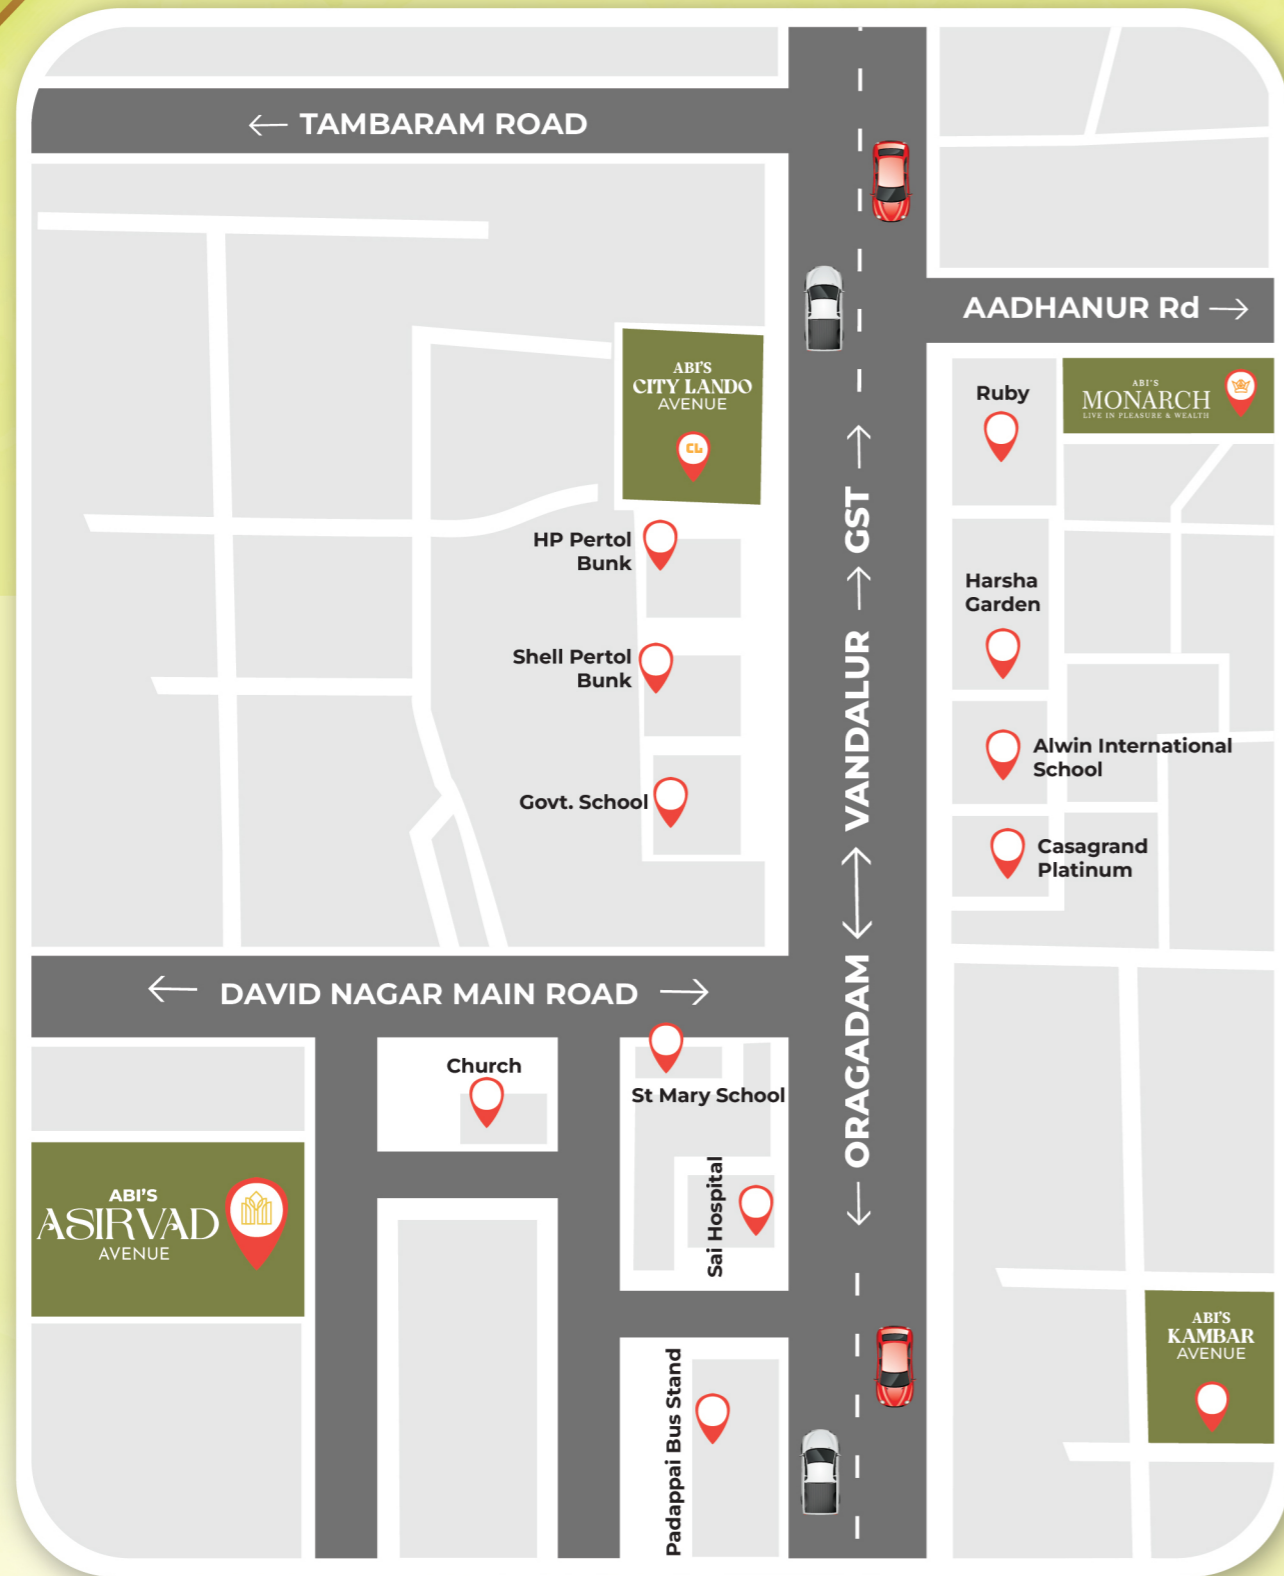 ← TAMBARAM ROAD
AADHANUR Rd →
ABI'S
CITY LANDO
AVENUE
CL
Ruby
ABI'S
MONARCH
LIVE IN PLEASURE & WEALTH
HP Pertol
Bunk
Harsha
Garden
Shell Pertol
Bunk
Alwin International
School
Govt. School
Casagrand
Platinum
← ORAGADAM ↔ VANDALUR → GST →
← DAVID NAGAR MAIN ROAD →
Church
St Mary School
Sai Hospital
ABI'S
ASIRVAD
AVENUE
ABI'S
KAMBAR
AVENUE
Padappai Bus Stand